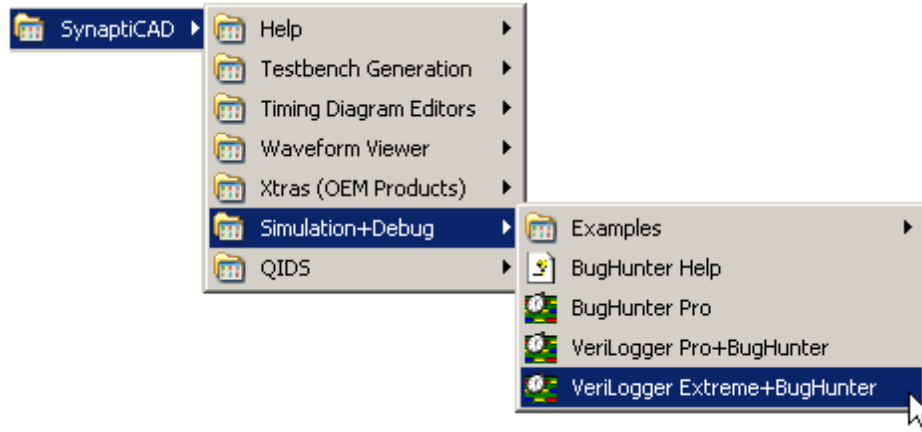 SynaptiCAD
Help
Testbench Generation
Timing Diagram Editors
Waveform Viewer
Xtras (OEM Products)
Simulation+Debug
QIDS
Examples
BugHunter Help
BugHunter Pro
VeriLogger Pro+BugHunter
VeriLogger Extreme+BugHunter